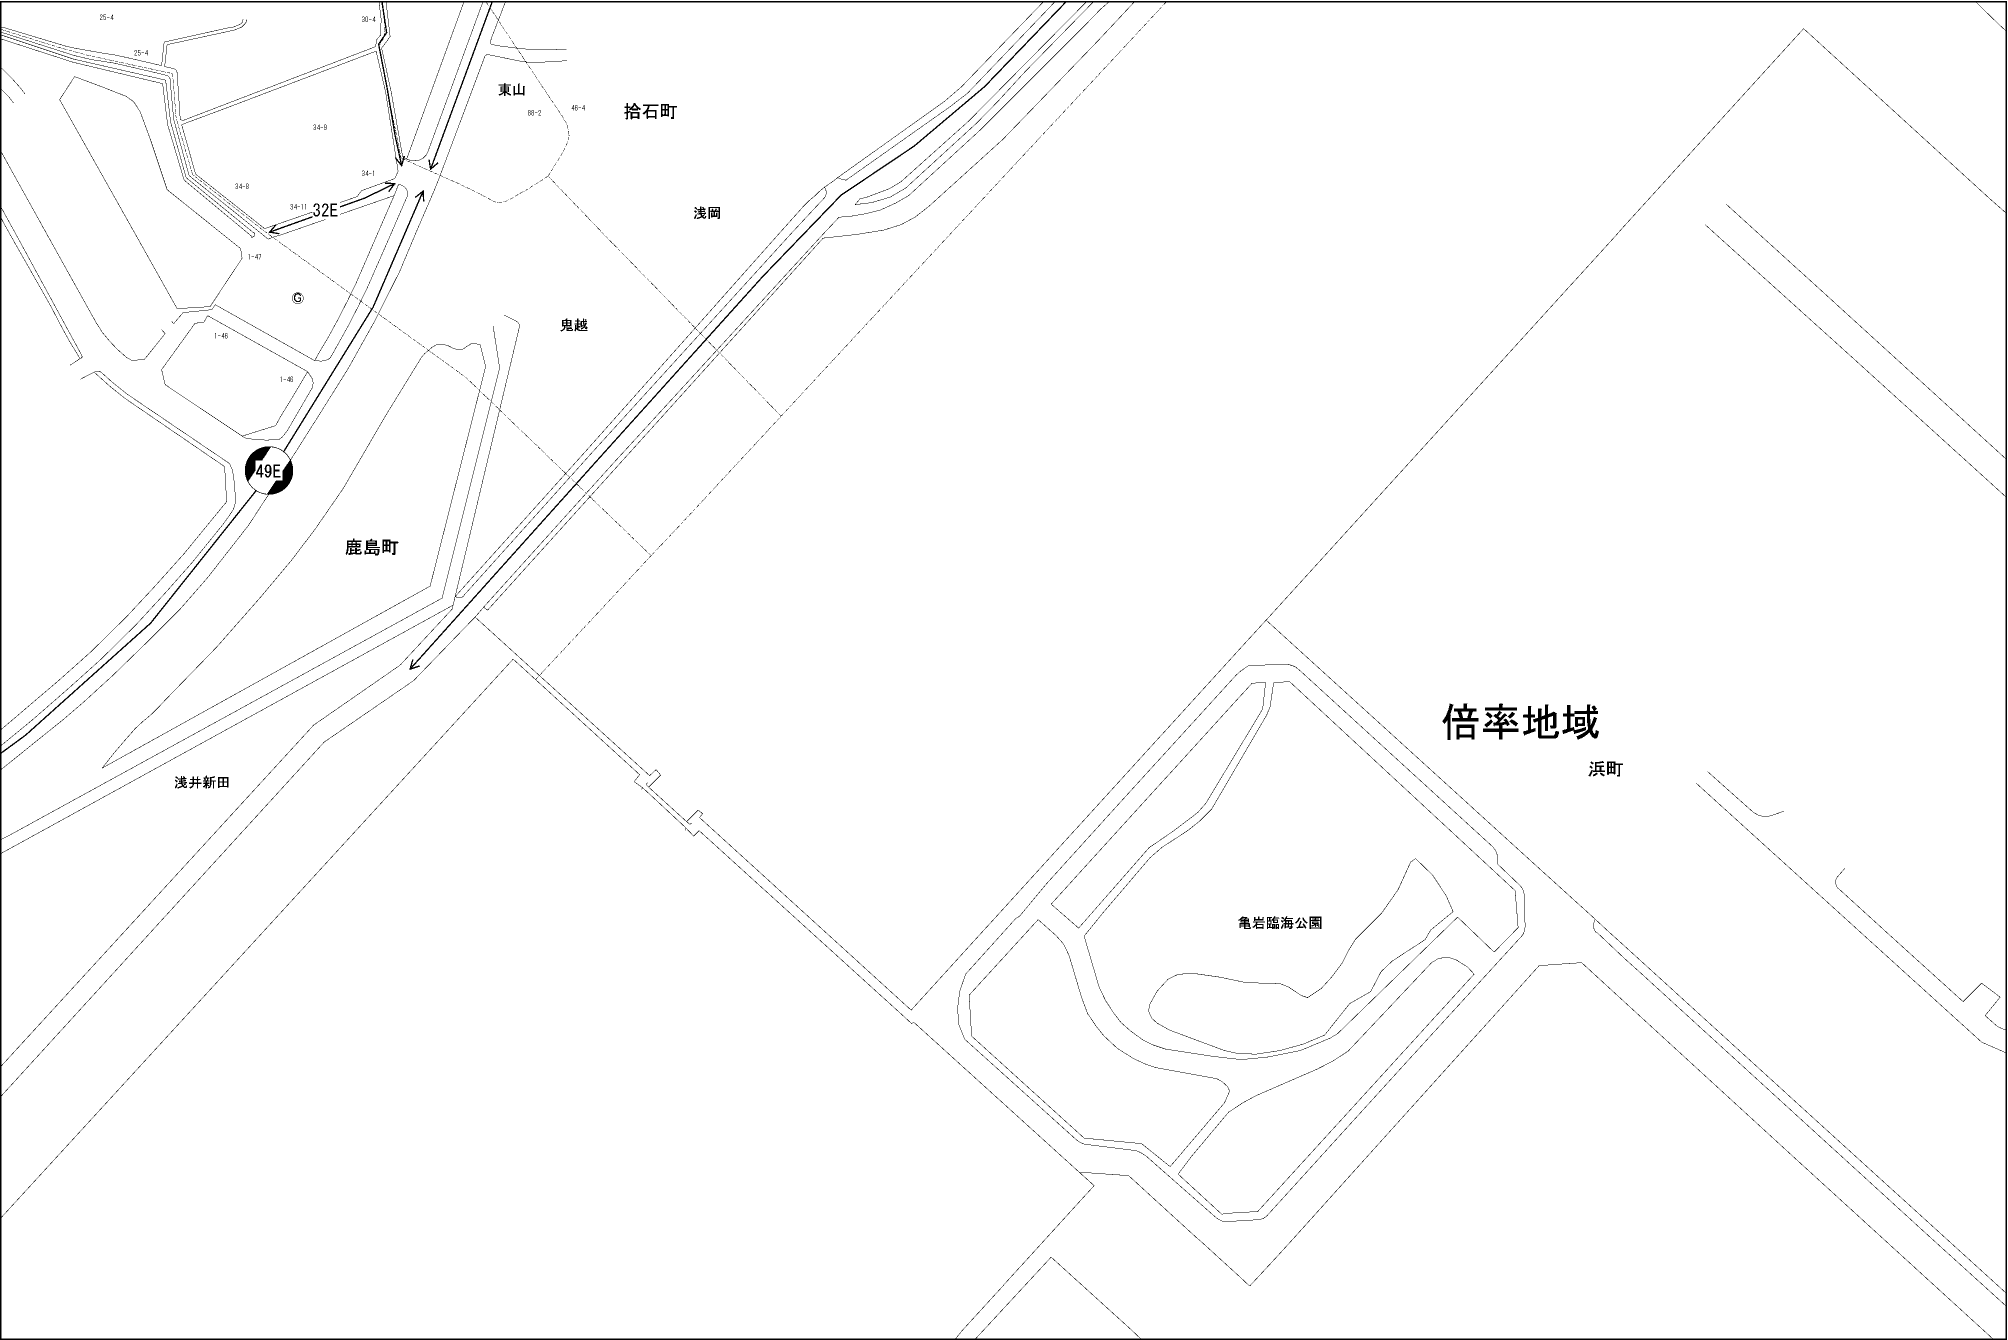 25-4
30-4
25-4
東山
46-4
88-2
拾石町
34-9
34-1
34-8
34-11
32E
浅岡
1-47
G
鬼越
1-46
1-46
49E
鹿島町
倍率地域
浜町
浅井新田
亀岩臨海公園